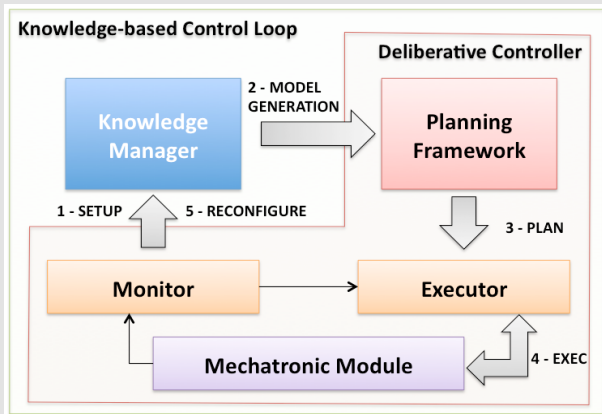 Knowledge-based Control Loop
Deliberative Controller
2 - MODEL
GENERATION
Knowledge
Manager
Planning
Framework
1 - SETUP
5 - RECONFIGURE
3 - PLAN
Monitor
Executor
Mechatronic Module
4 - EXEC